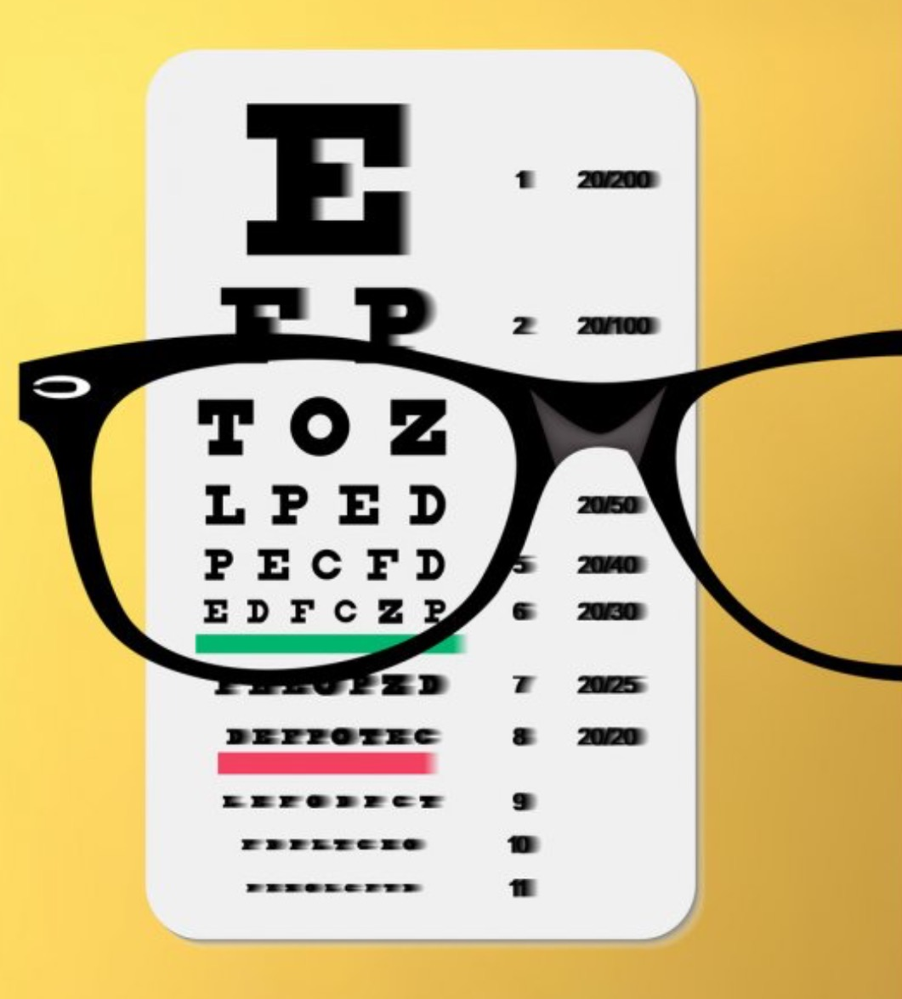 E 1 20/200
F P 2 20/100
T O Z
L P E D 20/50
P E C F D 5 20/40
E D F C Z P 6 20/30
F E L O P Z D 7 20/25
D E F P O T E C 8 20/20
L E F O D P C T 9
10
11